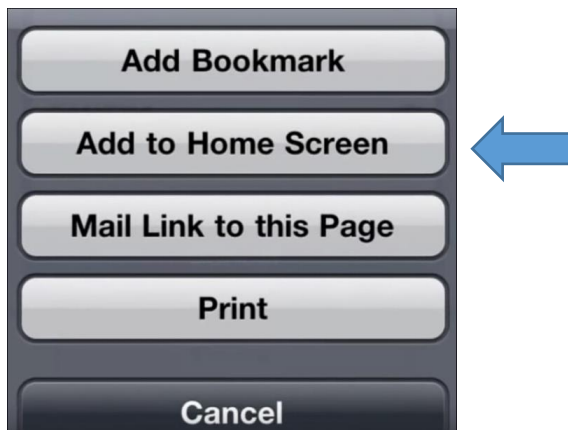 Add Bookmark
Add to Home Screen
Mail Link to this Page
Print
Cancel